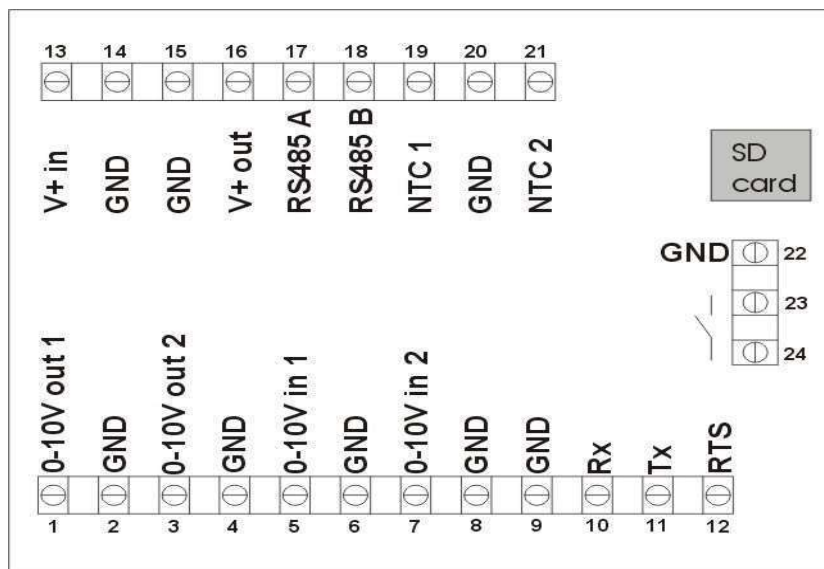 13 14 15 16 17 18 19 20 21
V+ in
GND
GND
V+ out
RS485 A
RS485 B
NTC 1
GND
NTC 2
SD
card
GND 22
23
24
0-10V out 1
GND
0-10V out 2
GND
0-10V in 1
GND
0-10V in 2
GND
GND
Rx
Tx
RTS
1 2 3 4 5 6 7 8 9 10 11 12